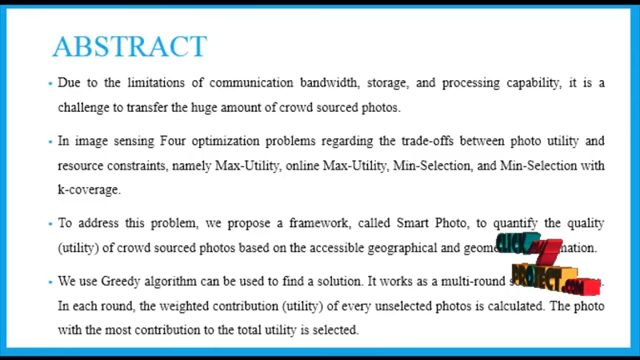 ABSTRACT
Due to the limitations of communication bandwidth, storage, and processing capability, it is a
challenge to transfer the huge amount of crowd sourced photos.
In image sensing Four optimization problems regarding the trade-offs between photo utility and
resource constraints, namely Max-Utility, online Max-Utility, Min-Selection, and Min-Selection with
k-coverage.
To address this problem, we propose a framework, called Smart Photo, to quantify the quality
(utility) of crowd sourced photos based on the accessible geographical and
We use Greedy algorithm can be used to find a solution. It works as a multi-round
In each round, the weighted contribution (utility) of every unselected photos is calculated. The photo
with the most contribution to the total utility is selected.
CLICK
PROJECT.COM